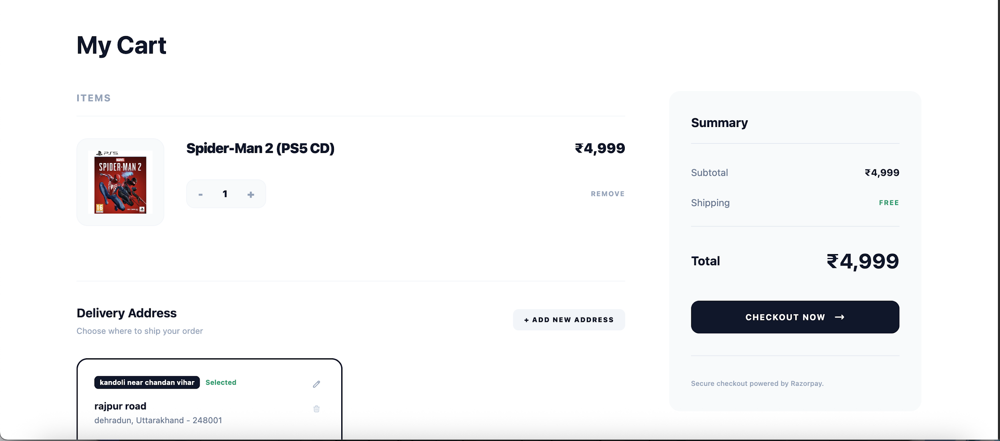 My Cart
ITEMS
PS5
MARVEL
SPIDER-MAN 2
16
Spider-Man 2 (PS5 CD)
₹4,999
- 1 +
REMOVE
Delivery Address
Choose where to ship your order
+ ADD NEW ADDRESS
kandoli near chandan vihar
Selected
rajpur road
dehradun, Uttarakhand - 248001
Summary
Subtotal ₹4,999
Shipping FREE
Total ₹4,999
CHECKOUT NOW →
Secure checkout powered by Razorpay.